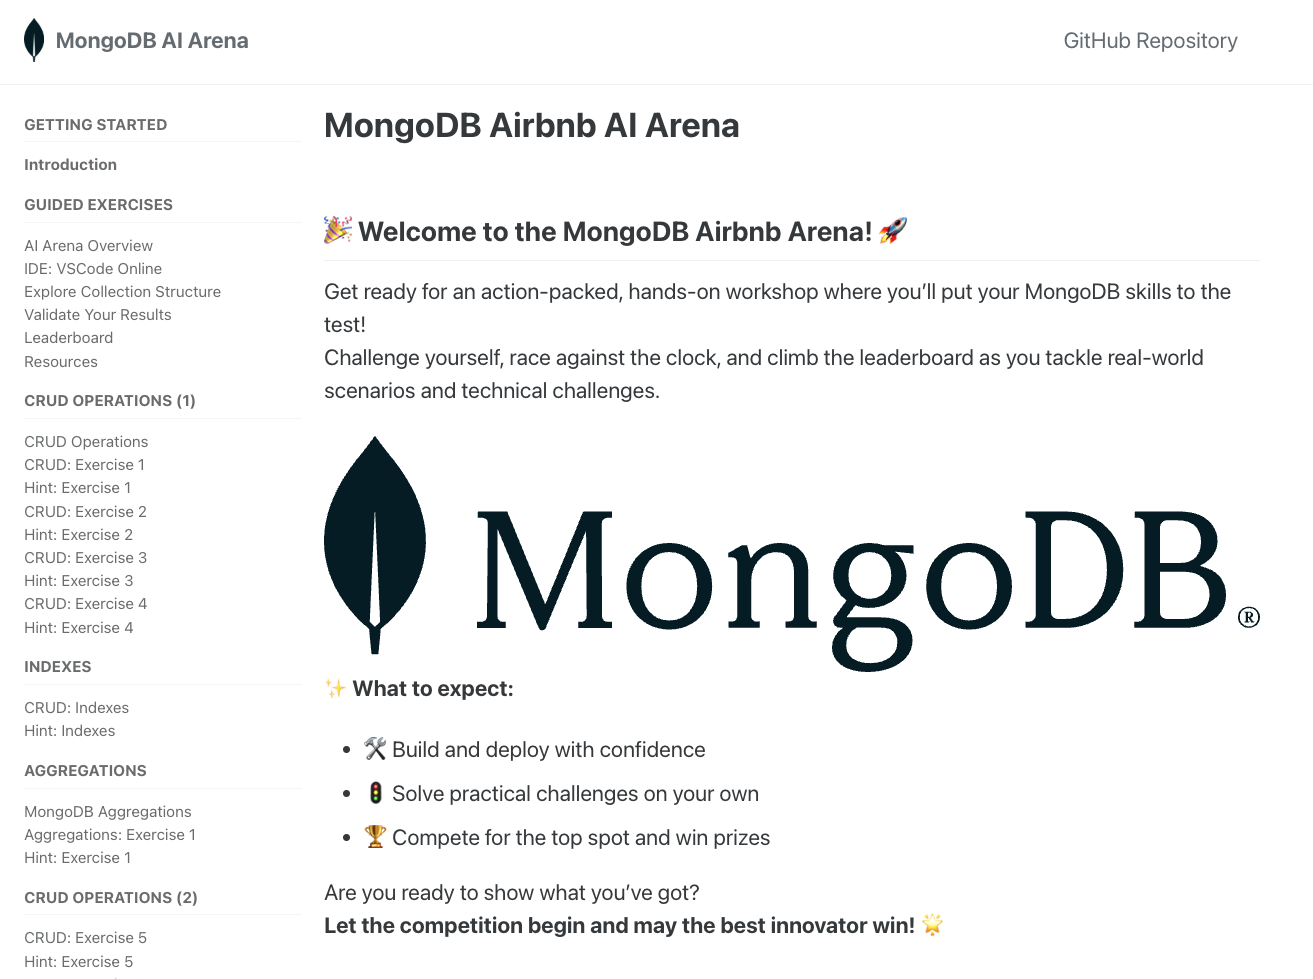 MongoDB AI Arena
GitHub Repository
GETTING STARTED
Introduction
GUIDED EXERCISES
AI Arena Overview
IDE: VSCode Online
Explore Collection Structure
Validate Your Results
Leaderboard
Resources
CRUD OPERATIONS (1)
CRUD Operations
CRUD: Exercise 1
Hint: Exercise 1
CRUD: Exercise 2
Hint: Exercise 2
CRUD: Exercise 3
Hint: Exercise 3
CRUD: Exercise 4
Hint: Exercise 4
INDEXES
CRUD: Indexes
Hint: Indexes
AGGREGATIONS
MongoDB Aggregations
Aggregations: Exercise 1
Hint: Exercise 1
CRUD OPERATIONS (2)
CRUD: Exercise 5
Hint: Exercise 5
MongoDB Airbnb AI Arena
🎉 Welcome to the MongoDB Airbnb Arena! 🚀
Get ready for an action-packed, hands-on workshop where you’ll put your MongoDB skills to the
test!
Challenge yourself, race against the clock, and climb the leaderboard as you tackle real-world
scenarios and technical challenges.
MongoDB®
✨ What to expect:
• 🛠️ Build and deploy with confidence
• 🚦 Solve practical challenges on your own
• 🏆 Compete for the top spot and win prizes
Are you ready to show what you’ve got?
Let the competition begin and may the best innovator win! 🌟